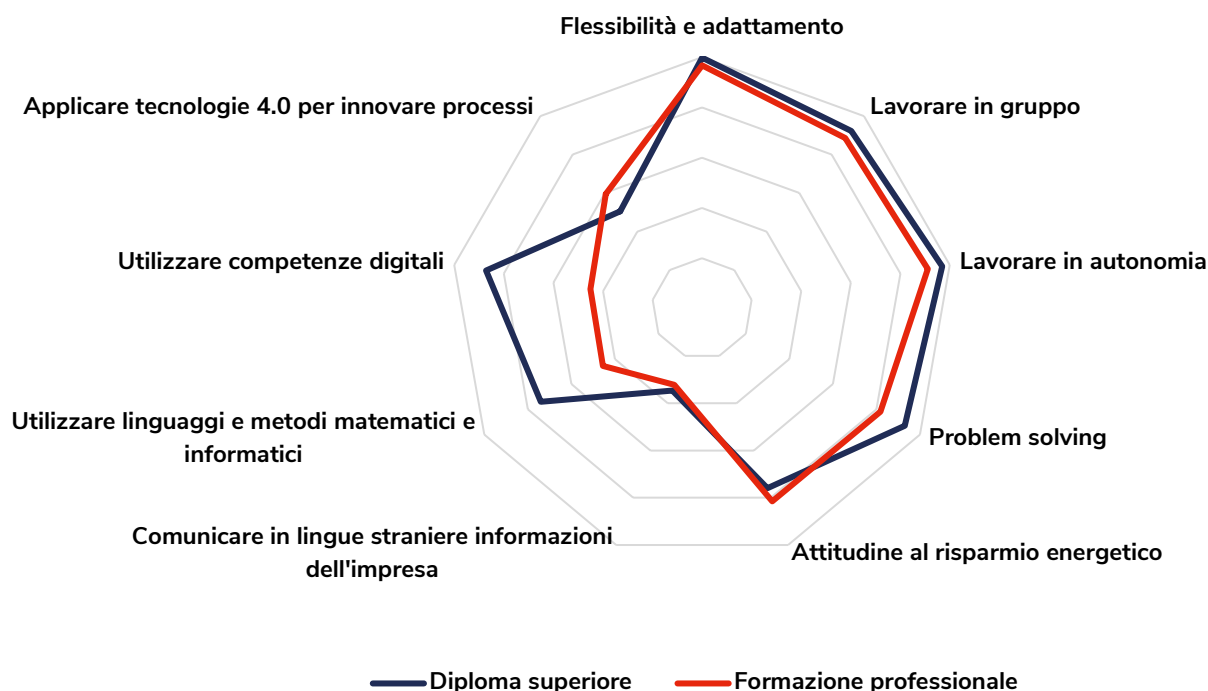 Flessibilità e adattamento
Applicare tecnologie 4.0 per innovare processi
Lavorare in gruppo
Utilizzare competenze digitali
Lavorare in autonomia
Utilizzare linguaggi e metodi matematici e
informatici
Problem solving
Comunicare in lingue straniere informazioni
dell'impresa
Attitudine al risparmio energetico
Diploma superiore
Formazione professionale